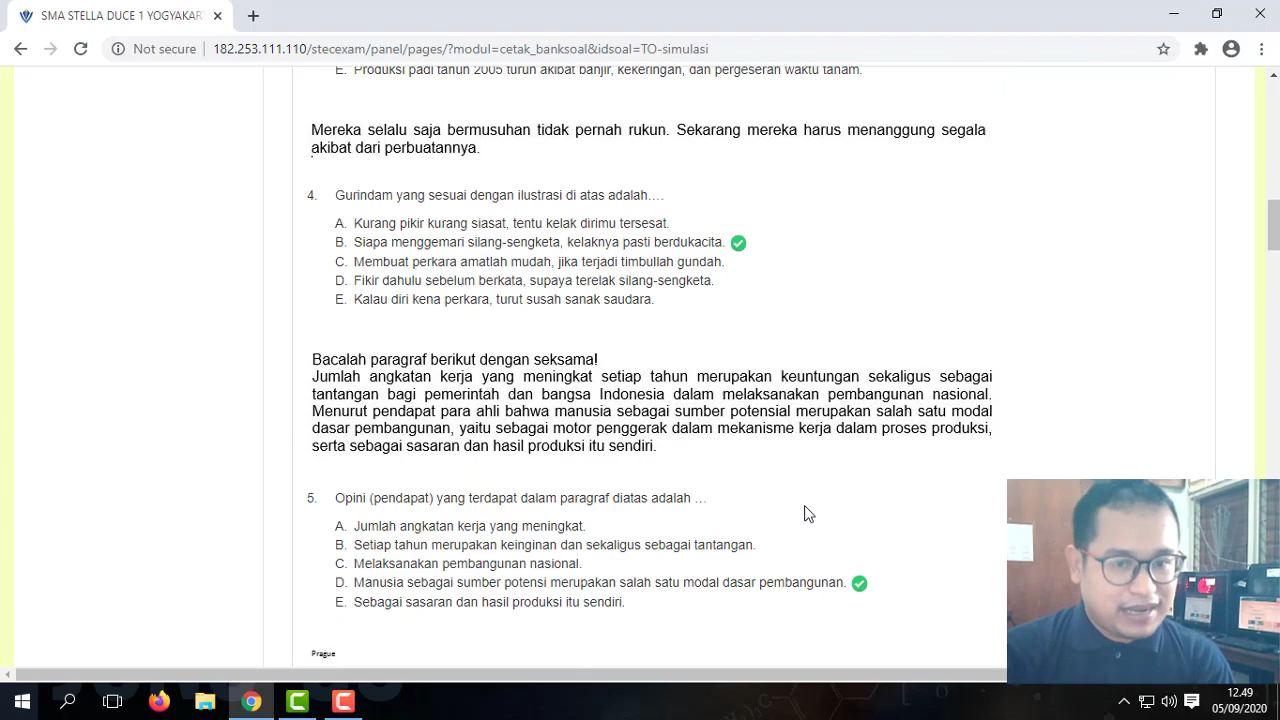 SMA STELLA DUCE 1 YOGYAKAR
Not secure
182.253.111.110/stecexam/panel/pages/?modul=cetak_banksoal&idsoal=TO-simulasi
E. Produksi padi tahun 2005 turun akibat banjir, kekeringan, dan pergeseran waktu tanam.
Mereka selalu saja bermusuhan tidak pernah rukun. Sekarang mereka harus menanggung segala
akibat dari perbuatannya.
4. Gurindam yang sesuai dengan ilustrasi di atas adalah….
A. Kurang pikir kurang siasat, tentu kelak dirimu tersesat.
B. Siapa menggemari silang-sengketa, kelaknya pasti berdukacita.
C. Membuat perkara amatlah mudah, jika terjadi timbullah gundah.
D. Fikir dahulu sebelum berkata, supaya terelak silang-sengketa.
E. Kalau diri kena perkara, turut susah sanak saudara.
Bacalah paragraf berikut dengan seksama!
Jumlah angkatan kerja yang meningkat setiap tahun merupakan keuntungan sekaligus sebagai
tantangan bagi pemerintah dan bangsa Indonesia dalam melaksanakan pembangunan nasional.
Menurut pendapat para ahli bahwa manusia sebagai sumber potensial merupakan salah satu modal
dasar pembangunan, yaitu sebagai motor penggerak dalam mekanisme kerja dalam proses produksi,
serta sebagai sasaran dan hasil produksi itu sendiri.
5. Opini (pendapat) yang terdapat dalam paragraf diatas adalah …
A. Jumlah angkatan kerja yang meningkat.
B. Setiap tahun merupakan keinginan dan sekaligus sebagai tantangan.
C. Melaksanakan pembangunan nasional.
D. Manusia sebagai sumber potensi merupakan salah satu modal dasar pembangunan.
E. Sebagai sasaran dan hasil produksi itu sendiri.
Prague
12.49
05/09/2020